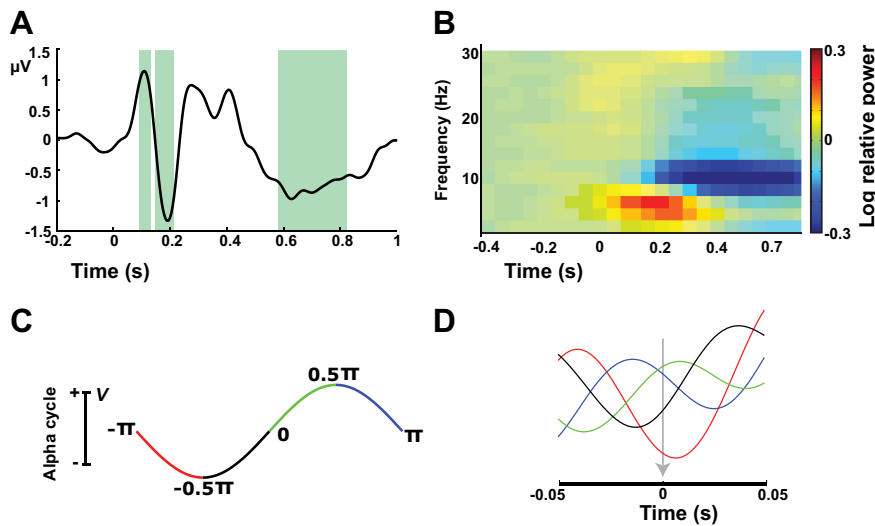 A
1.5
µV
1
0.5
0
-0.5
-1
-1.5
-0.2 0 0.2 0.4 0.6 0.8 1
Time (s)
B
30
20
10
Frequency (Hz)
-0.4 -0.2 0 0.2 0.4 0.7
Time (s)
0.3
0
-0.3
Log relative power
C
Alpha cycle
+ V
-
-π
-0.5π
0
0.5π
π
D
-0.05 0 0.05
Time (s)